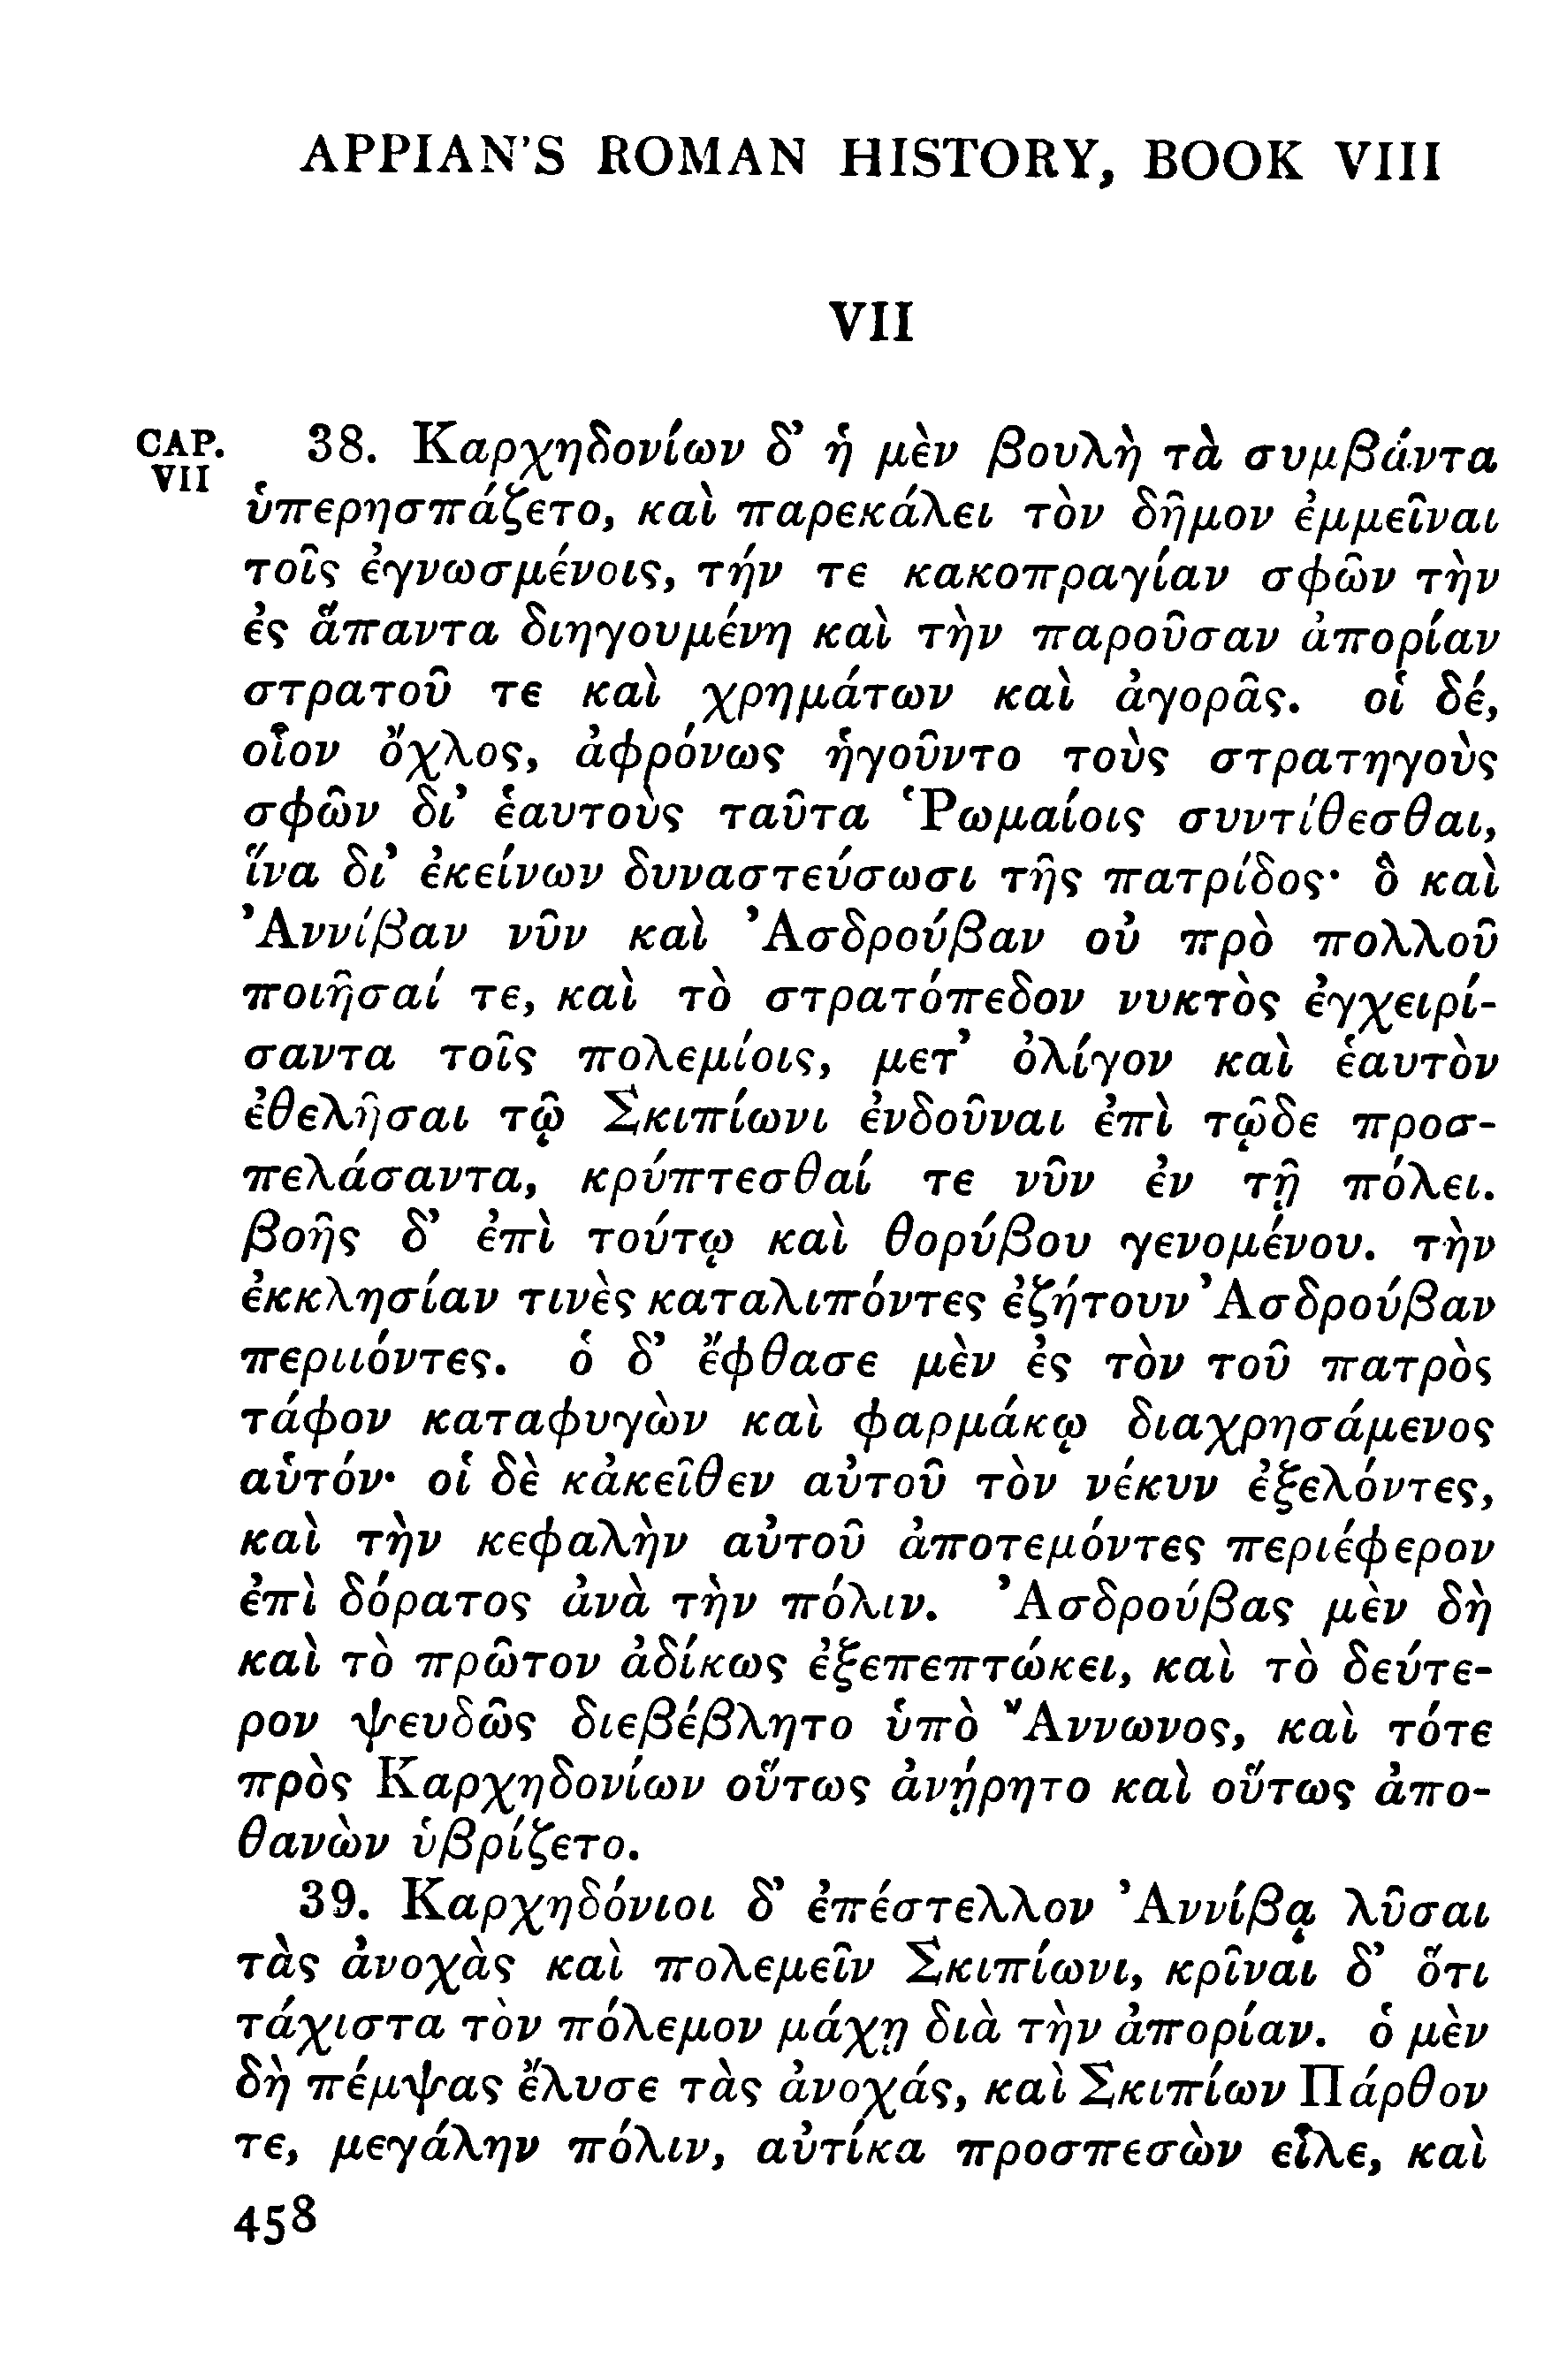 APPIAN'S ROMAN HISTORY, BOOK VIII
VII
CAP. VII
38. Καρχηδονίων δ’ ἡ μὲν βουλὴ τὰ συμβάντα
ὑπερησπάζετο, καὶ παρεκάλει τὸν δῆμον ἐμμεῖναι
τοῖς ἐγνωσμένοις, τήν τε κακοπραγίαν σφῶν τὴν
ἐς ἅπαντα διηγουμένη καὶ τὴν παροῦσαν ἀπορίαν
στρατοῦ τε καὶ χρημάτων καὶ ἀγορᾶς. οἱ δέ,
οἷον ὄχλος, ἀφρόνως ἡγοῦντο τοὺς στρατηγοὺς
σφῶν δι’ ἑαυτοὺς ταῦτα Ῥωμαίοις συντίθεσθαι,
ἵνα δι’ ἐκείνων δυναστεύσωσι τῆς πατρίδος· ὃ καὶ
Ἀννίβαν νῦν καὶ Ἀσδρούβαν οὐ πρὸ πολλοῦ
ποιῆσαί τε, καὶ τὸ στρατόπεδον νυκτὸς ἐγχειρί-
σαντα τοῖς πολεμίοις, μετ’ ὀλίγον καὶ ἑαυτὸν
ἐθελῆσαι τῷ Σκιπίωνι ἐνδοῦναι ἐπὶ τῷδε προσ-
πελάσαντα, κρύπτεσθαί τε νῦν ἐν τῇ πόλει.
βοῆς δ’ ἐπὶ τούτῳ καὶ θορύβου γενομένου. τὴν
ἐκκλησίαν τινὲς καταλιπόντες ἐζήτουν Ἀσδρούβαν
περιιόντες. ὁ δ’ ἔφθασε μὲν ἐς τὸν τοῦ πατρὸς
τάφον καταφυγὼν καὶ φαρμάκῳ διαχρησάμενος
αὑτόν· οἱ δὲ κἀκεῖθεν αὐτοῦ τὸν νέκυν ἐξελόντες,
καὶ τὴν κεφαλὴν αὐτοῦ ἀποτεμόντες περιέφερον
ἐπὶ δόρατος ἀνὰ τὴν πόλιν. Ἀσδρούβας μὲν δὴ
καὶ τὸ πρῶτον ἀδίκως ἐξεπεπτώκει, καὶ τὸ δεύτε-
ρον ψευδῶς διεβέβλητο ὑπὸ Ἄννωνος, καὶ τότε
πρὸς Καρχηδονίων οὕτως ἀνῄρητο καὶ οὕτως ἀπο-
θανὼν ὑβρίζετο.
39. Καρχηδόνιοι δ’ ἐπέστελλον Ἀννίβᾳ λῦσαι
τὰς ἀνοχὰς καὶ πολεμεῖν Σκιπίωνι, κρῖναι δ’ ὅτι
τάχιστα τὸν πόλεμον μάχῃ διὰ τὴν ἀπορίαν. ὁ μὲν
δὴ πέμψας ἔλυσε τὰς ἀνοχάς, καὶ Σκιπίων Πάρθον
τε, μεγάλην πόλιν, αὐτίκα προσπεσὼν εἷλε, καὶ
458